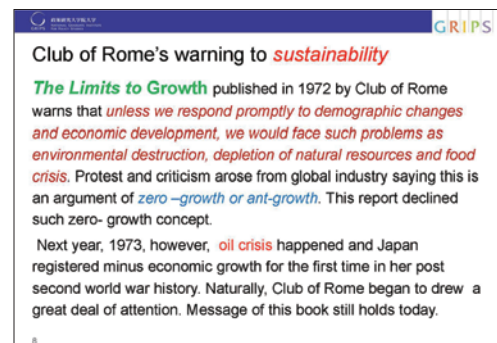 GRIPS
Club of Rome's warning to sustainability
The Limits to Growth published in 1972 by Club of Rome
warns that unless we respond promptly to demographic changes
and economic development, we would face such problems as
environmental destruction, depletion of natural resources and food
crisis. Protest and criticism arose from global industry saying this is
an argument of zero –growth or ant-growth. This report declined
such zero- growth concept.
Next year, 1973, however, oil crisis happened and Japan
registered minus economic growth for the first time in her post
second world war history. Naturally, Club of Rome began to drew a
great deal of attention. Message of this book still holds today.